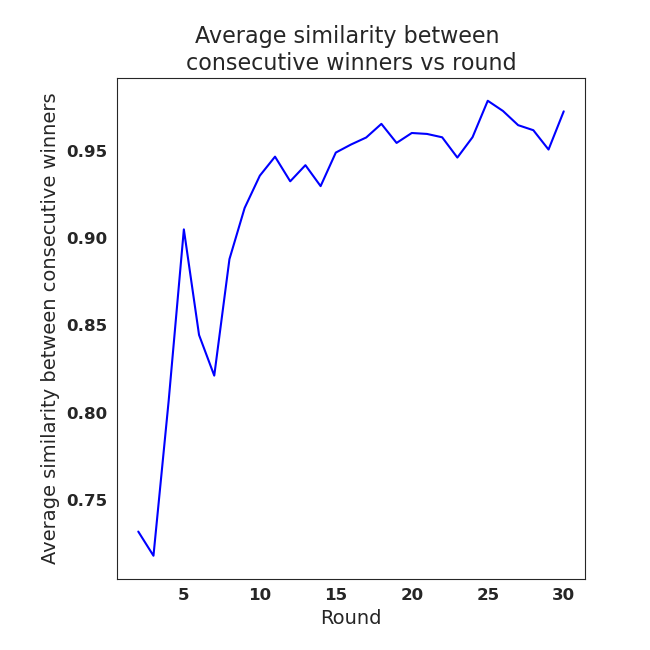 Average similarity between
consecutive winners vs round
Average similarity between consecutive winners
0.95
0.90
0.85
0.80
0.75
5 10 15 20 25 30
Round